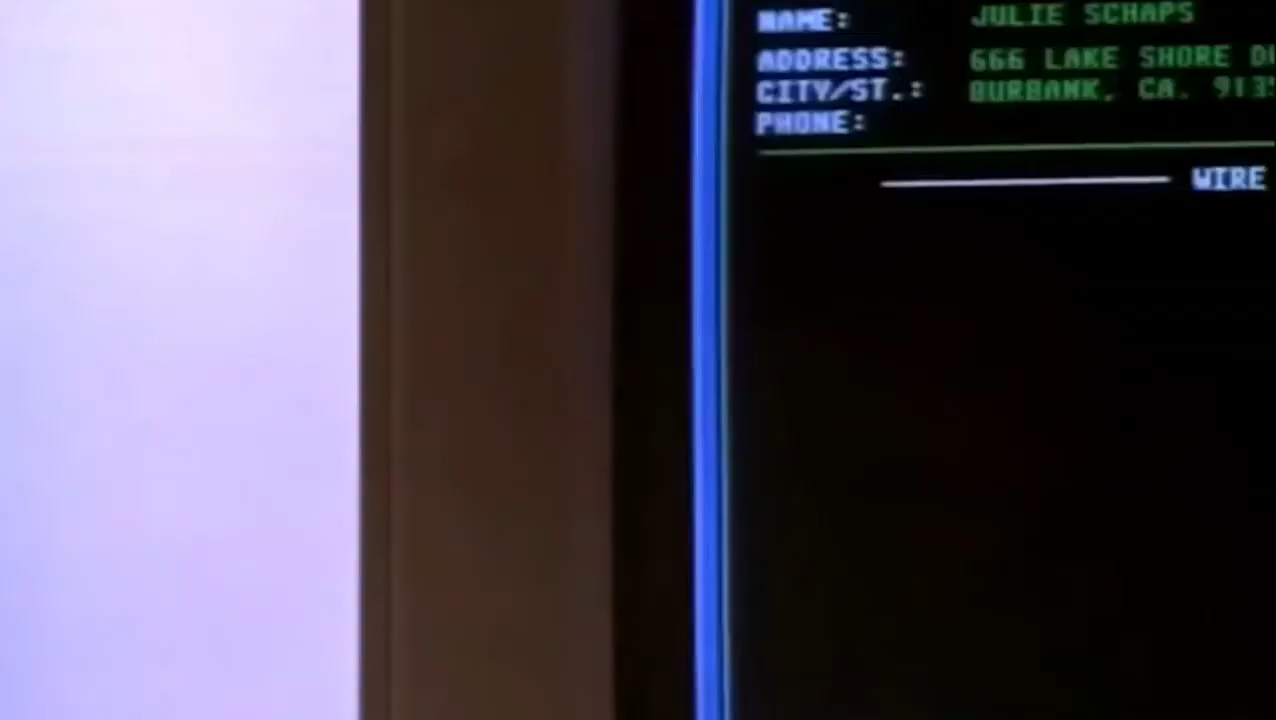 NAME: JULIE SCHAPS
ADDRESS: 666 LAKE SHORE
CITY/ST.: BURBANK, CA.
PHONE:
WIRE